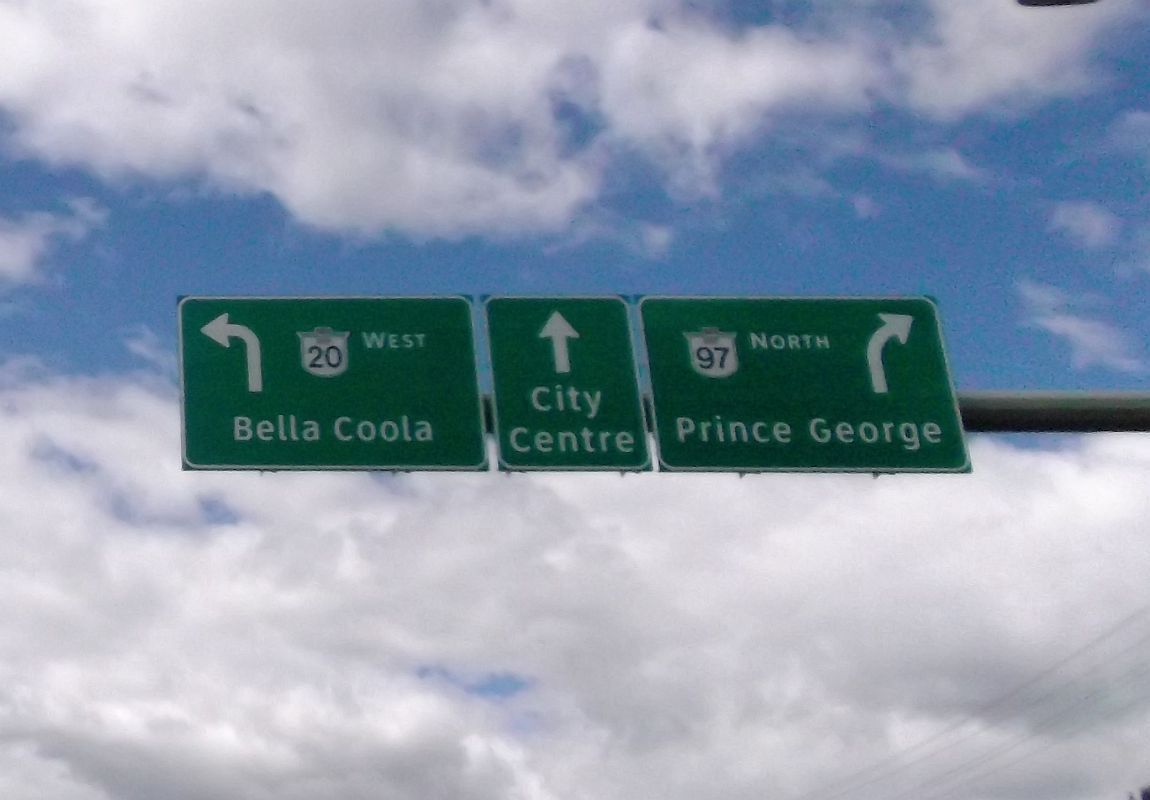 20 WEST
Bella Coola
City
Centre
97 NORTH
Prince George